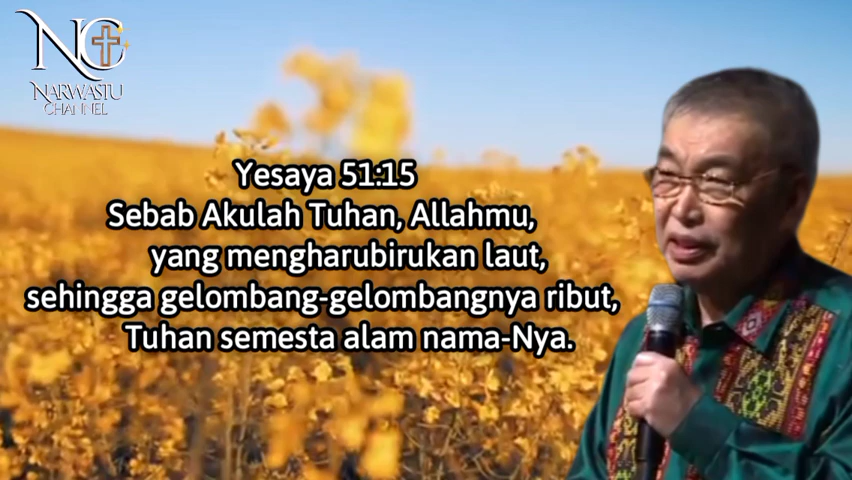 NC
NARWASTU
CHANNEL
Yesaya 51:15
Sebab Akulah Tuhan, Allahmu,
yang mengharubirukan laut,
sehingga gelombang-gelombangnya ribut,
Tuhan semesta alam nama-Nya.